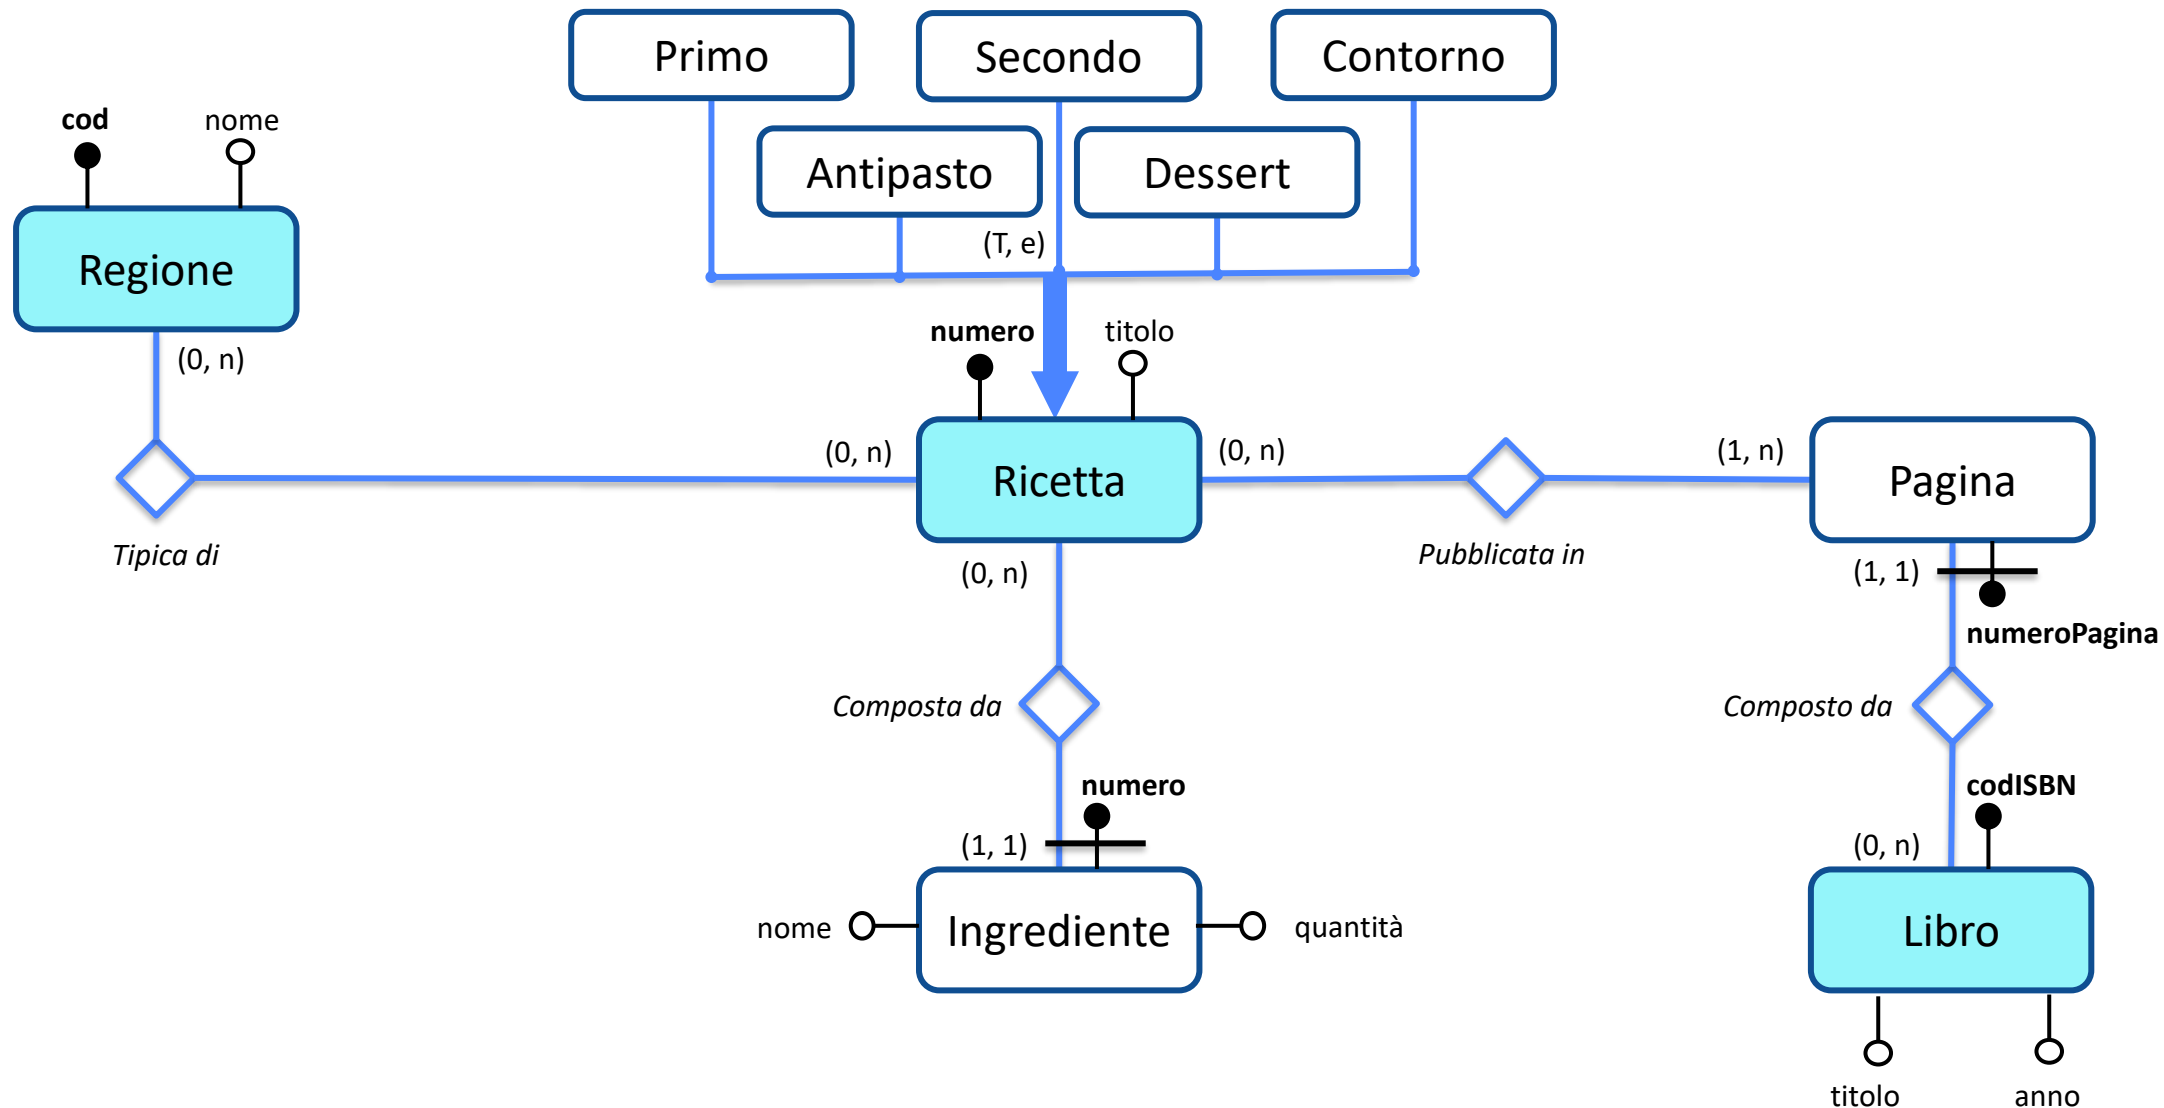 Primo
Secondo
Contorno
cod
nome
Antipasto
Dessert
(T, e)
Regione
(0, n)
numero
titolo
(0, n)
Ricetta
(0, n)
(1, n)
Pagina
Tipica di
(0, n)
Pubblicata in
(1, 1)
numeroPagina
Composta da
Composto da
numero
codISBN
(1, 1)
(0, n)
nome
Ingrediente
quantità
Libro
titolo
anno